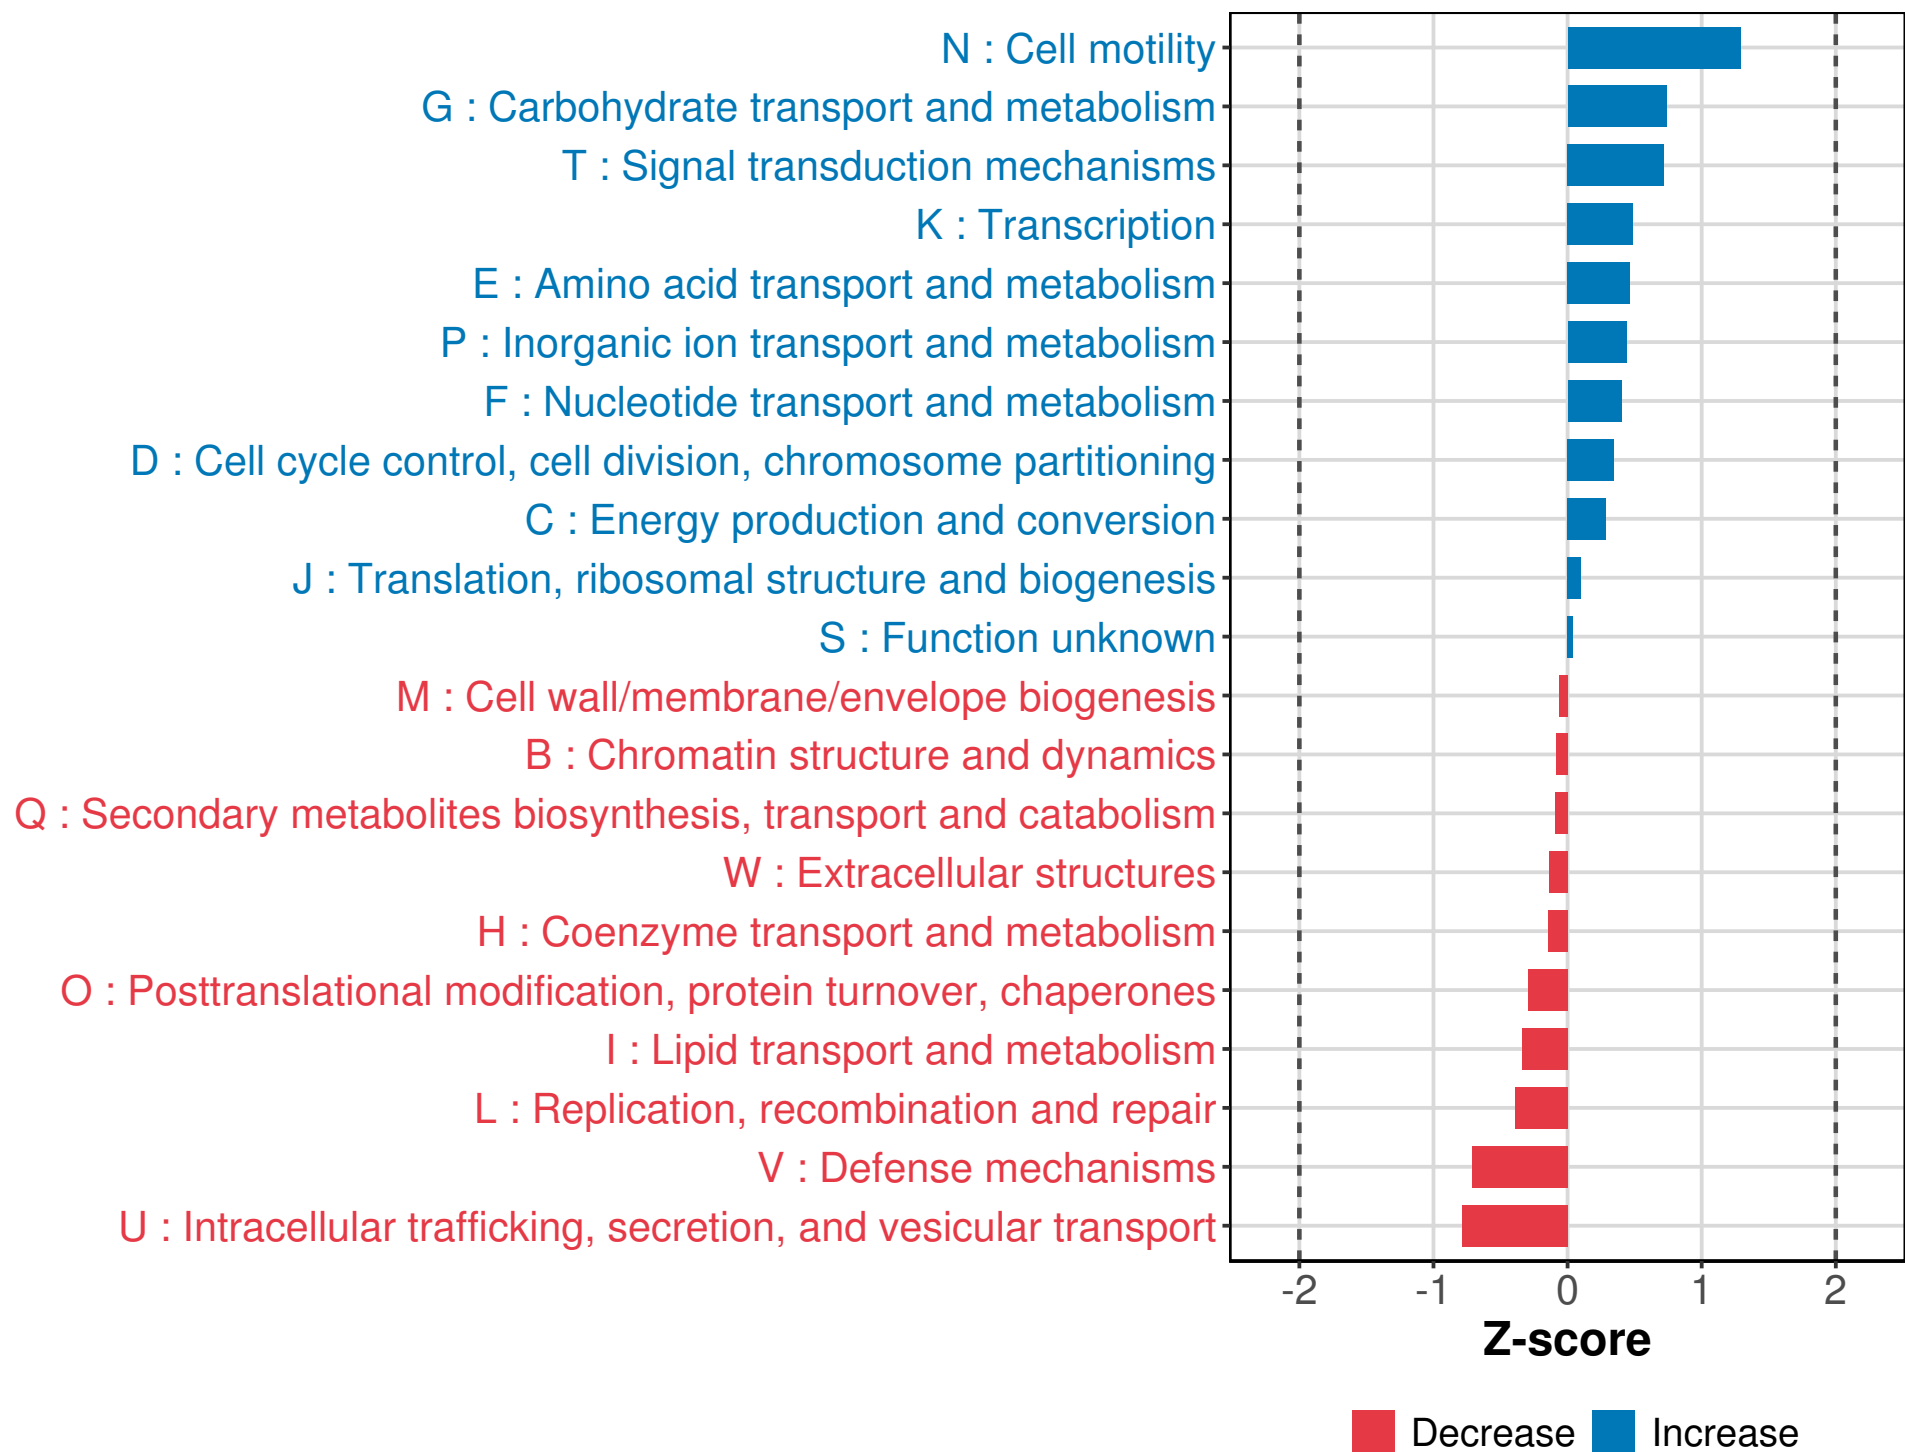 N : Cell motility
G : Carbohydrate transport and metabolism
T : Signal transduction mechanisms
K : Transcription
E : Amino acid transport and metabolism
P : Inorganic ion transport and metabolism
F : Nucleotide transport and metabolism
D : Cell cycle control, cell division, chromosome partitioning
C : Energy production and conversion
J : Translation, ribosomal structure and biogenesis
S : Function unknown
M : Cell wall/membrane/envelope biogenesis
B : Chromatin structure and dynamics
Q : Secondary metabolites biosynthesis, transport and catabolism
W : Extracellular structures
H : Coenzyme transport and metabolism
O : Posttranslational modification, protein turnover, chaperones
I : Lipid transport and metabolism
L : Replication, recombination and repair
V : Defense mechanisms
U : Intracellular trafficking, secretion, and vesicular transport
-2 -1 0 1 2
Z-score
Decrease Increase